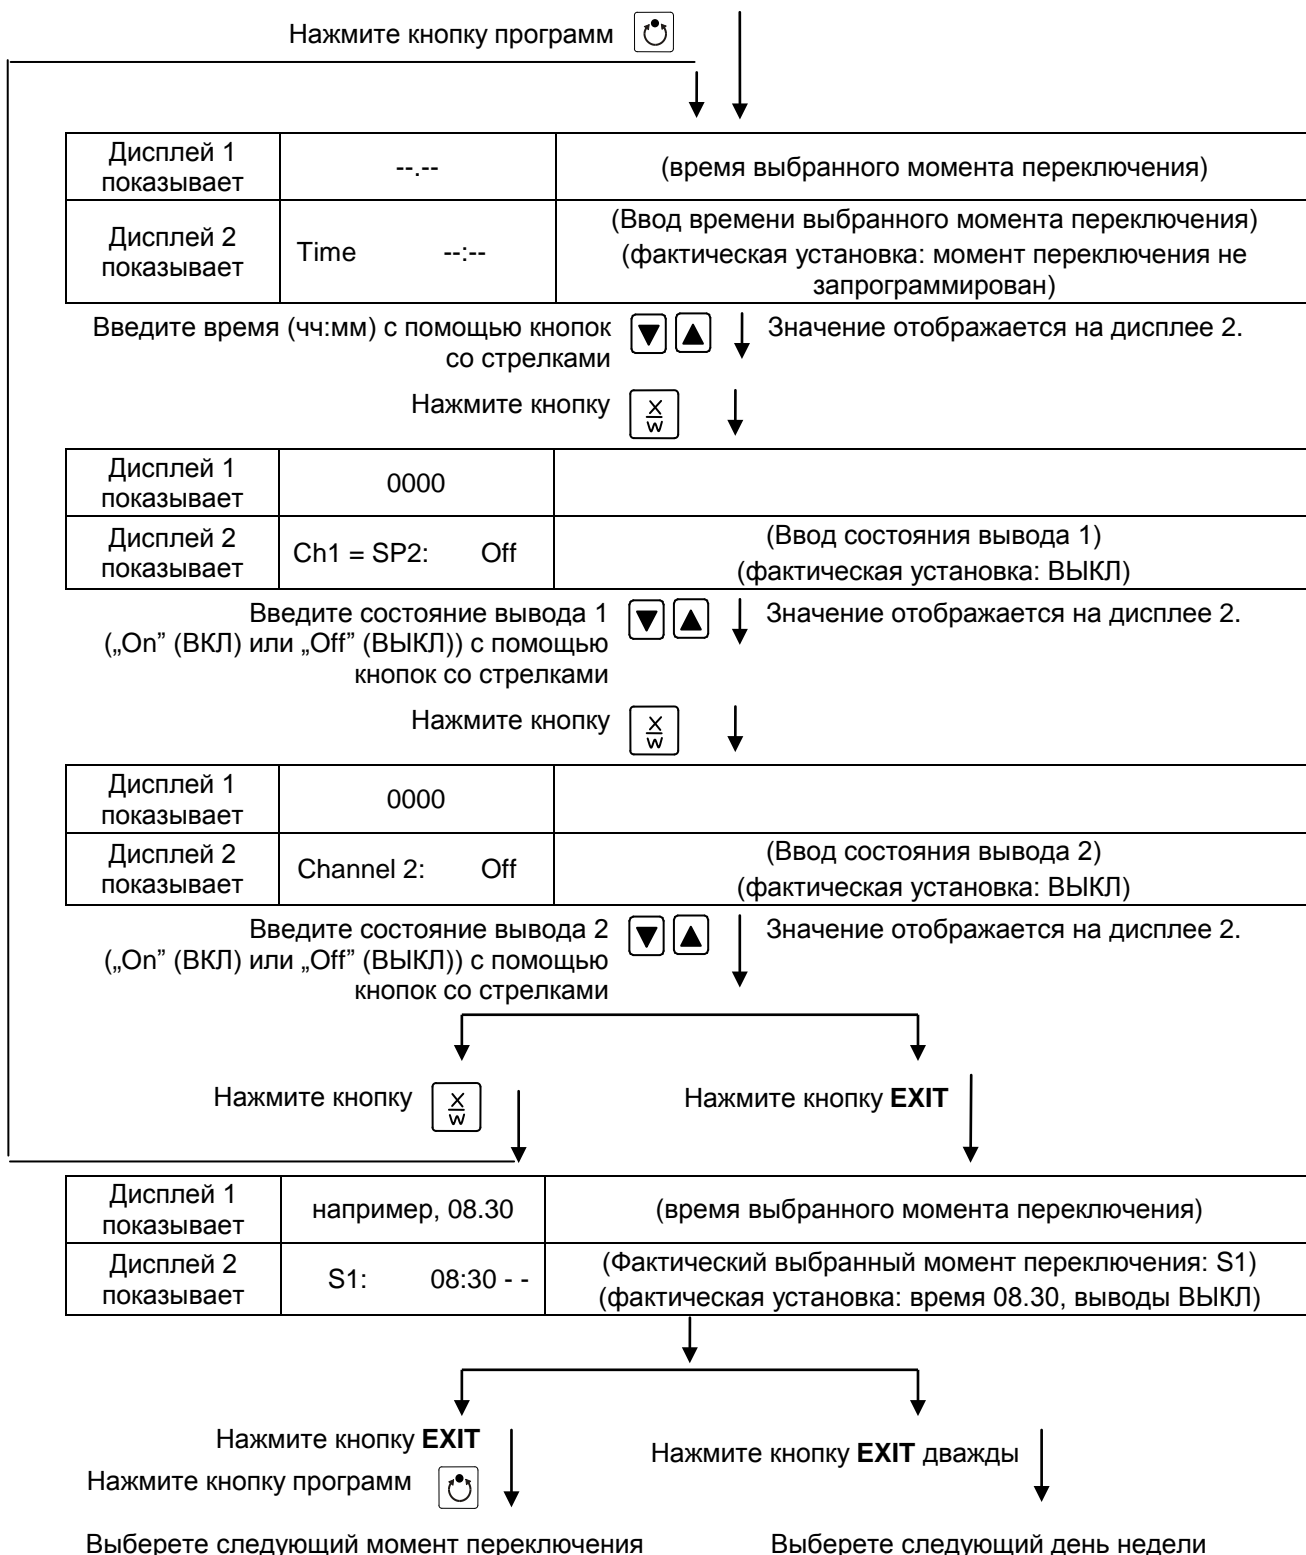 Нажмите кнопку программ
Дисплей 1
показывает
--.--
(время выбранного момента переключения)
Дисплей 2
показывает
Time --:--
(Ввод времени выбранного момента переключения)
(фактическая установка: момент переключения не
запрограммирован)
Введите время (чч:мм) с помощью кнопок
со стрелками
Значение отображается на дисплее 2.
Нажмите кнопку
X
W
Дисплей 1
показывает
0000
Дисплей 2
показывает
Ch1 = SP2: Off
(Ввод состояния вывода 1)
(фактическая установка: ВЫКЛ)
Введите состояние вывода 1
(„On” (ВКЛ) или „Off” (ВЫКЛ)) с помощью
кнопок со стрелками
Значение отображается на дисплее 2.
Нажмите кнопку
X
W
Дисплей 1
показывает
0000
Дисплей 2
показывает
Channel 2: Off
(Ввод состояния вывода 2)
(фактическая установка: ВЫКЛ)
Введите состояние вывода 2
(„On” (ВКЛ) или „Off” (ВЫКЛ)) с помощью
кнопок со стрелками
Значение отображается на дисплее 2.
Нажмите кнопку
X
W
Нажмите кнопку EXIT
Дисплей 1
показывает
например, 08.30
(время выбранного момента переключения)
Дисплей 2
показывает
S1: 08:30 - -
(Фактический выбранный момент переключения: S1)
(фактическая установка: время 08.30, выводы ВЫКЛ)
Нажмите кнопку EXIT
Нажмите кнопку программ
Нажмите кнопку EXIT дважды
Выберете следующий момент переключения
Выберете следующий день недели